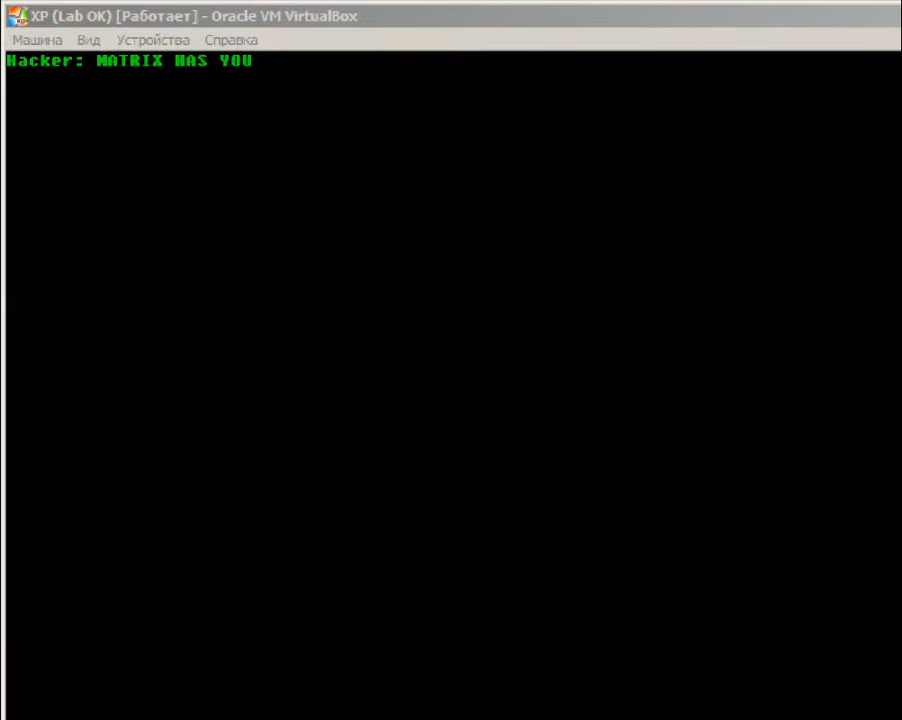 XP (Lab OK) [Работает] - Oracle VM VirtualBox
Машина Вид Устройства Справка
Hacker: MATRIX HAS YOU